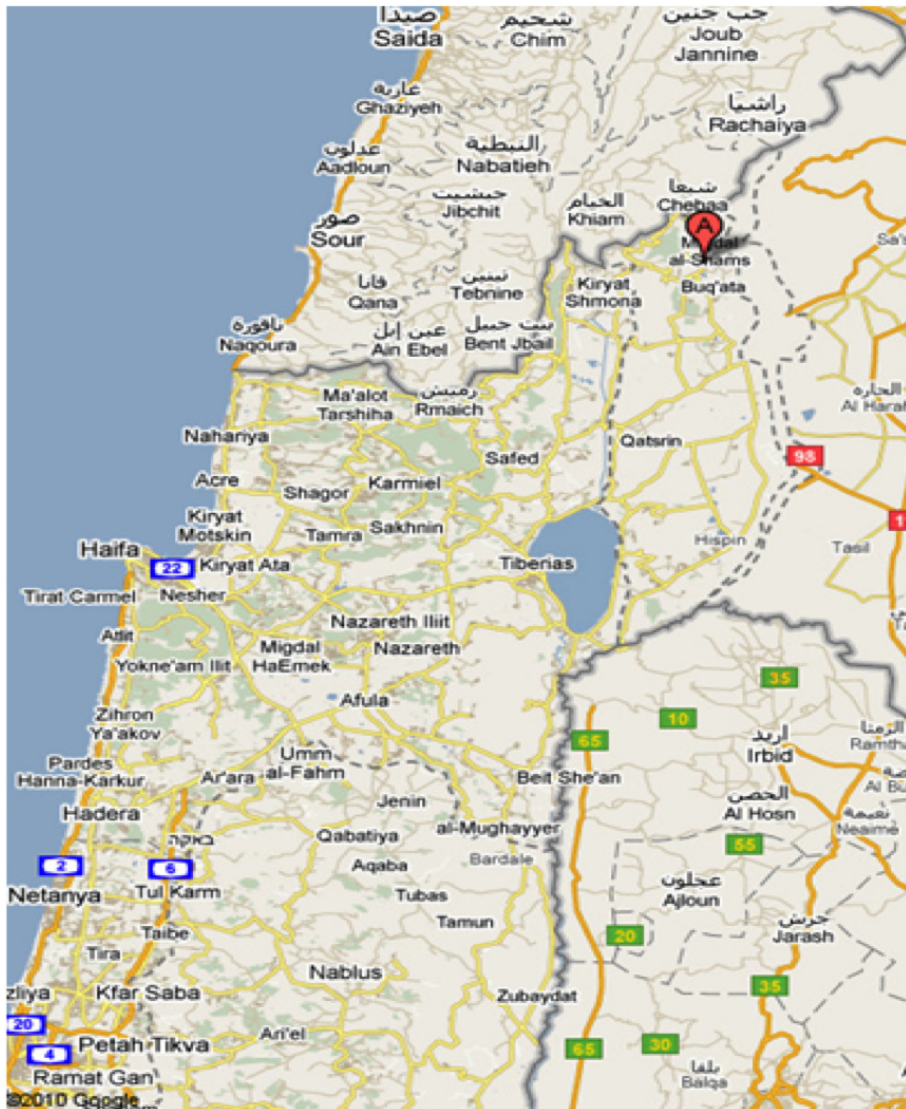 صيدا
Saida
شحيم
Chim
جب جنين
Joub
Jannine
غازية
Ghaziyeh
راشيا
Rachaiya
عدلون
Aadloun
النبطية
Nabatieh
جبشيت
Jibchit
الخيام
Khiam
شبعا
Chebaa
صور
Sour
A
al-Shams
Buq'ata
قانا
Qana
تبنين
Tebnine
Kiryat
Shmona
ناقورة
Naqoura
عين إبل
Ain Ebel
بنت جبيل
Bent Jbail
الحاره
Al Harah
Ma'alot
Tarshiha
رميش
Rmaich
Nahariya
Safed
Qatsrin
98
Acre
Shagor
Karmiel
Kiryat
Motskin
Tamra
Sakhnin
Hispin
Tasil
Haifa
22
Kiryat Ata
Tiberias
Tirat Carmel
Nesher
Atlit
Nazareth Illit
Migdal
HaEmek
Nazareth
Yokne'am Ilit
35
Afula
10
Zihron
Ya'akov
65
اربد
Irbid
الرمثا
Pardes
Hanna-Karkur
Ar'ara
Umm
al-Fahm
Beit She'an
Hadera
Jenin
الحصن
Al Hosn
نعيمة
Neaime
באקה
Qabatiya
al-Mughayyer
55
2
6
Aqaba
Bardale
Netanya
Tul Karm
Tubas
عجلون
Ajloun
Taibe
Tamun
20
جرش
Jarash
Tira
Nablus
Kfar Saba
Zubaydat
35
20
Ari'el
Petah Tikva
4
65
30
Ramat Gan
بلقا
Balqa
©2010 Google